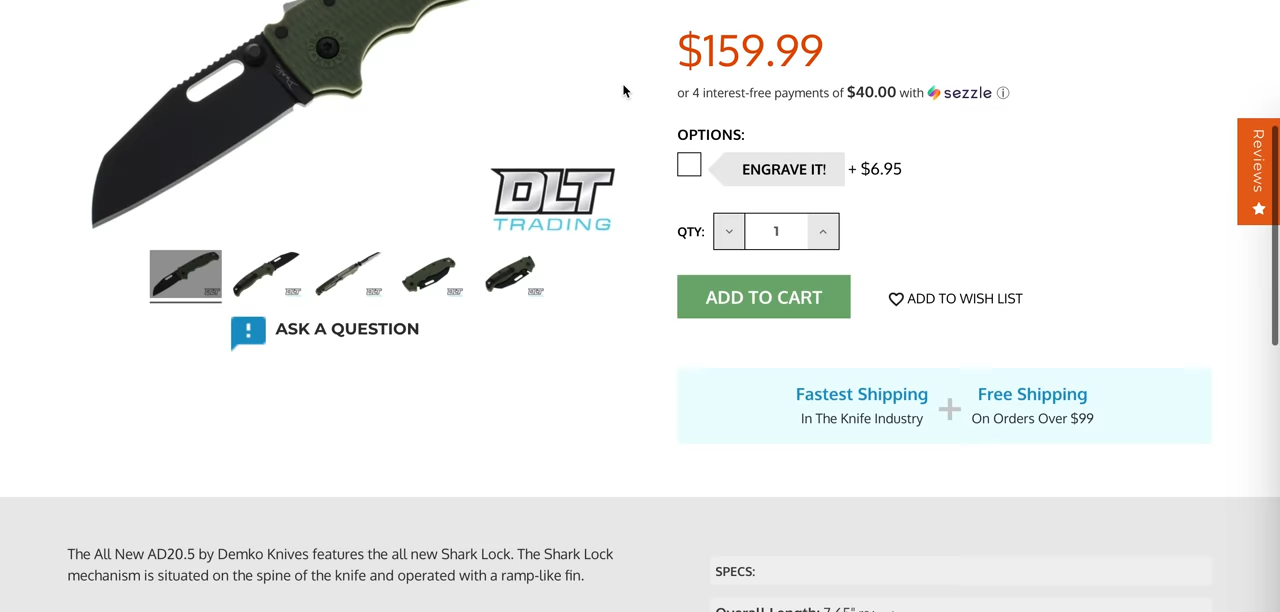 $159.99
or 4 interest-free payments of $40.00 with sezzle
OPTIONS:
ENGRAVE IT! + $6.95
QTY: 1
ADD TO CART
ADD TO WISH LIST
DLT
TRADING
ASK A QUESTION
Fastest Shipping + Free Shipping
In The Knife Industry On Orders Over $99
Reviews
The All New AD20.5 by Demko Knives features the all new Shark Lock. The Shark Lock
mechanism is situated on the spine of the knife and operated with a ramp-like fin.
SPECS:
Overall Length: 7.65"